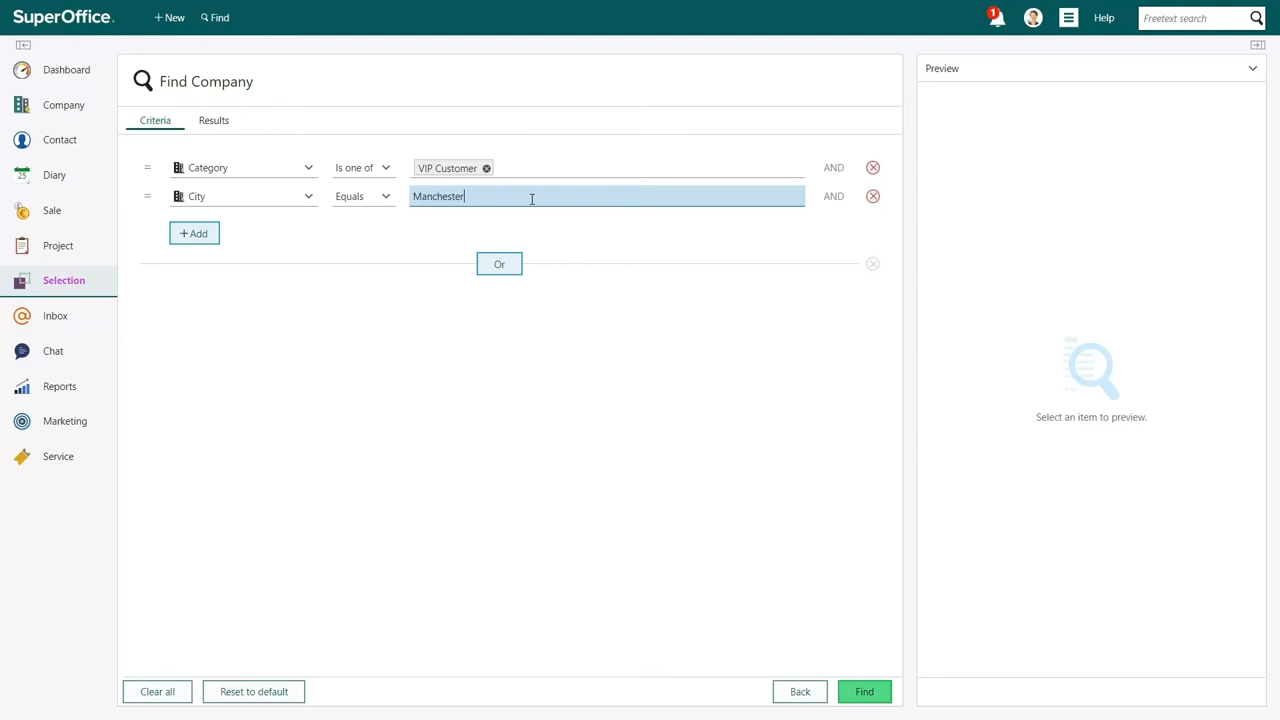 SuperOffice.
+ New
Find
1
Help
Freetext search
Dashboard
Company
Contact
25
Diary
Sale
Project
Selection
Inbox
Chat
Reports
Marketing
Service
Find Company
Criteria
Results
= Category Is one of VIP Customer AND
= City Equals Manchester AND
+ Add
Or
Clear all
Reset to default
Back
Find
Preview
Select an item to preview.